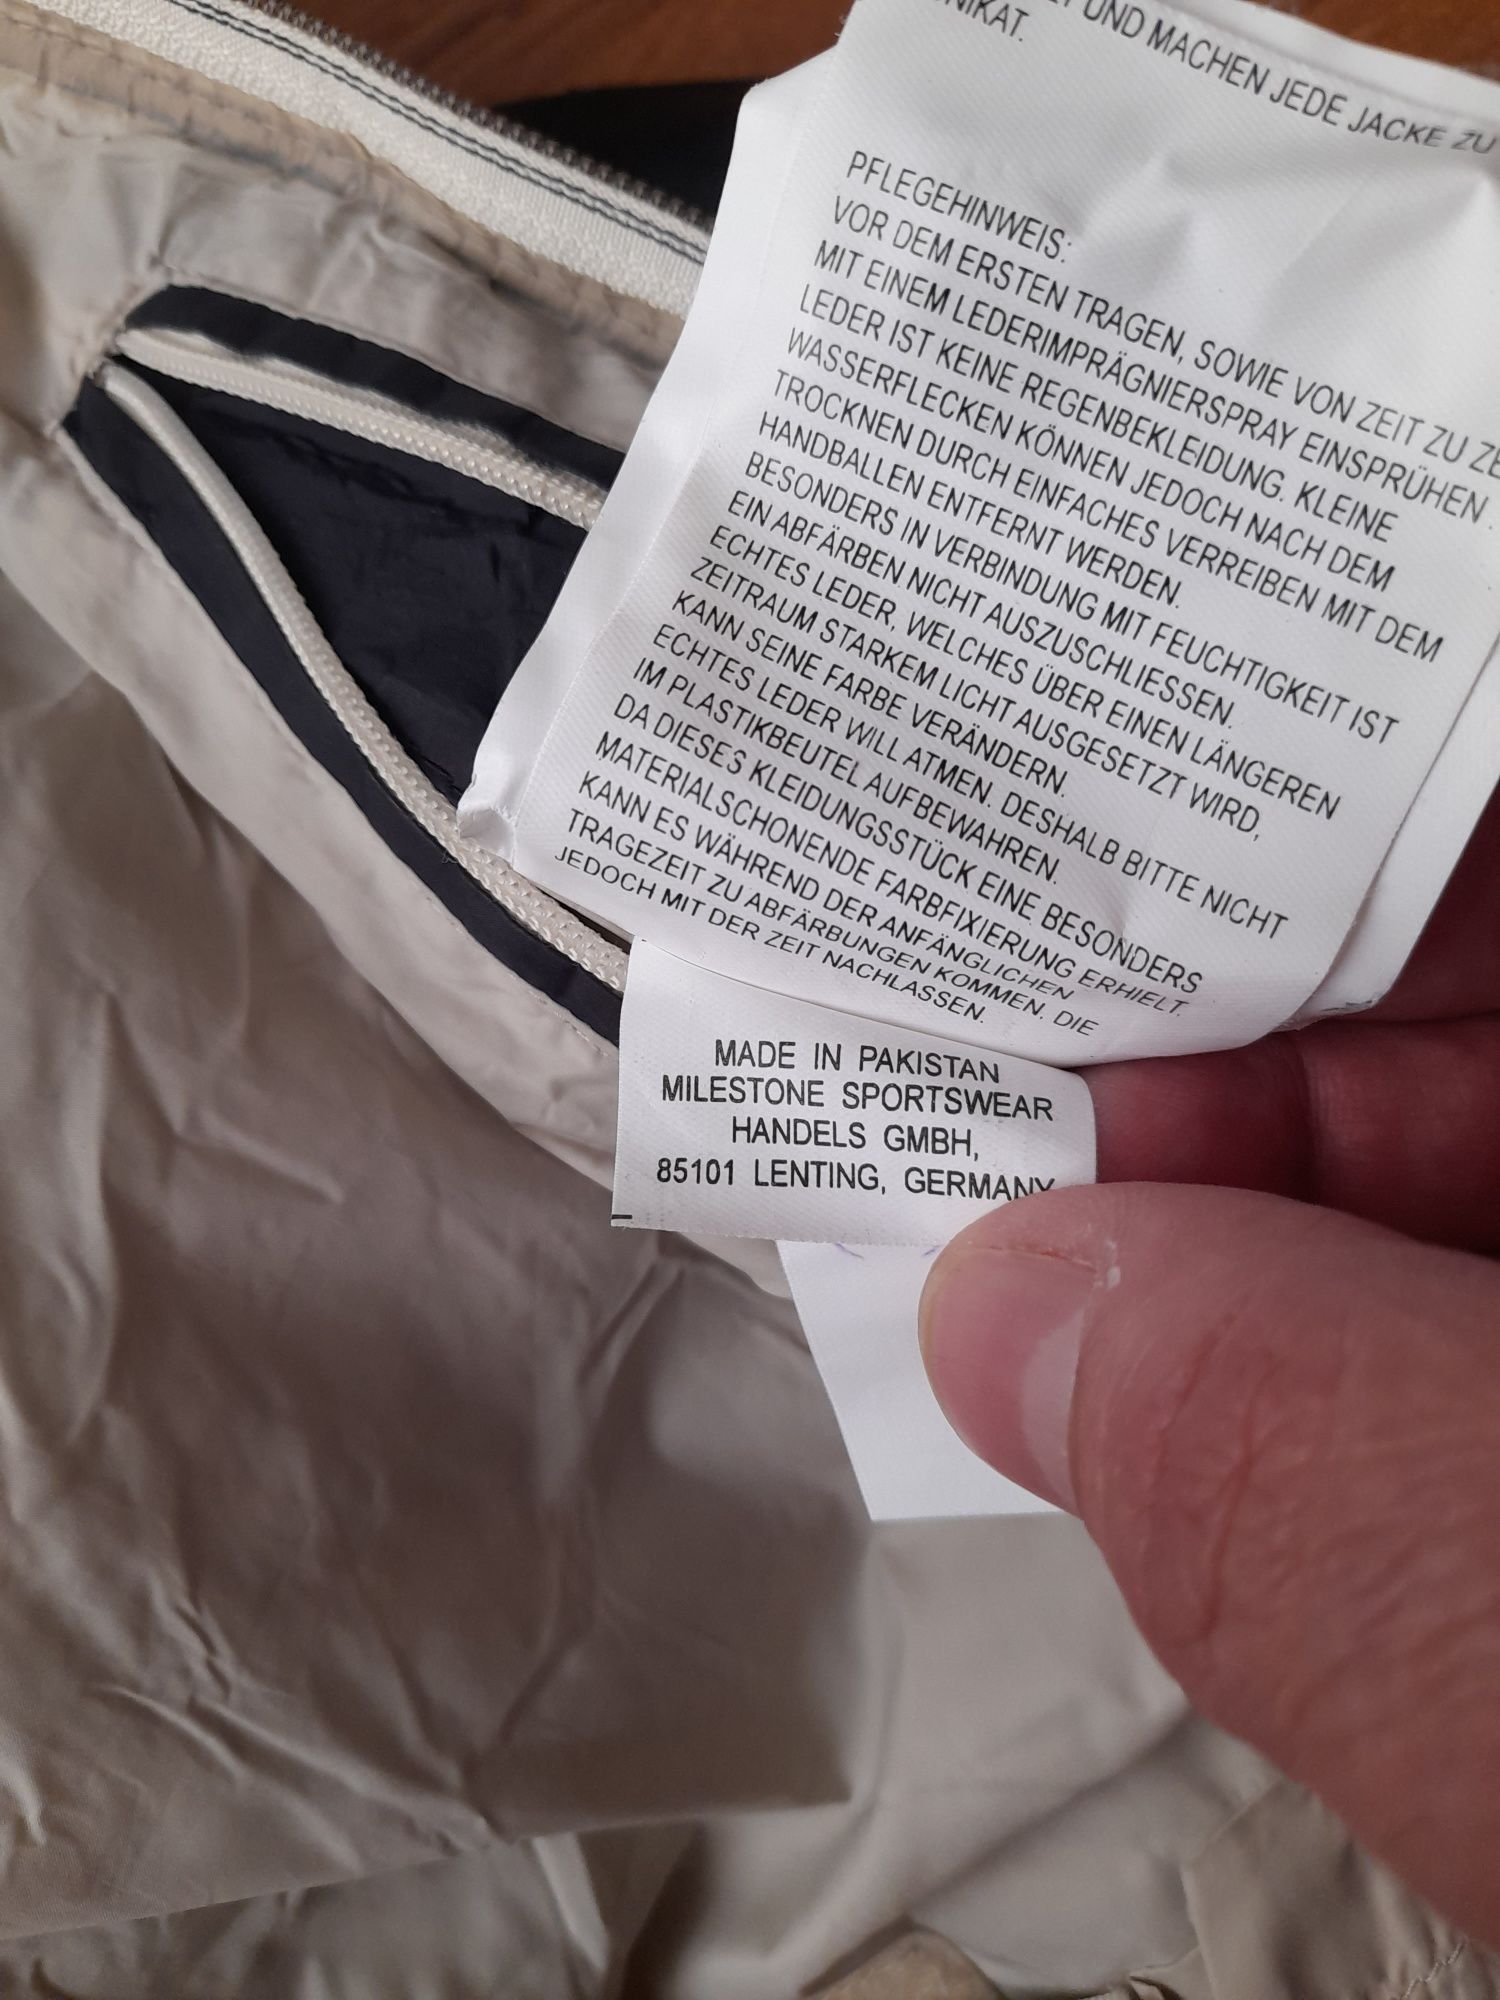 UND MACHEN JEDE JACKE ZU
PFLEGEHINWEIS:
VOR DEM ERSTEN TRAGEN, SOWIE VON ZEIT ZU ZE
MIT EINEM LEDERIMPRÄGNIERSPRAY EINSPRÜHEN.
LEDER IST KEINE REGENBEKLEIDUNG. KLEINE
WASSERFLECKEN KÖNNEN JEDOCH NACH DEM
TROCKNEN DURCH EINFACHES VERREIBEN MIT DEM
HANDBALLEN ENTFERNT WERDEN.
BESONDERS IN VERBINDUNG MIT FEUCHTIGKEIT IST
EIN ABFÄRBEN NICHT AUSZUSCHLIESSEN.
ECHTES LEDER, WELCHES ÜBER EINEN LÄNGEREN
ZEITRAUM STARKEM LICHT AUSGESETZT WIRD,
KANN SEINE FARBE VERÄNDERN.
ECHTES LEDER WILL ATMEN. DESHALB BITTE NICHT
IM PLASTIKBEUTEL AUFBEWAHREN.
DA DIESES KLEIDUNGSSTÜCK EINE BESONDERS
MATERIALSCHONENDE FARBFIXIERUNG ERHIELT,
KANN ES WÄHREND DER ANFÄNGLICHEN
TRAGEZEIT ZU ABFÄRBUNGEN KOMMEN, DIE
JEDOCH MIT DER ZEIT NACHLASSEN.
MADE IN PAKISTAN
MILESTONE SPORTSWEAR
HANDELS GMBH,
85101 LENTING, GERMANY